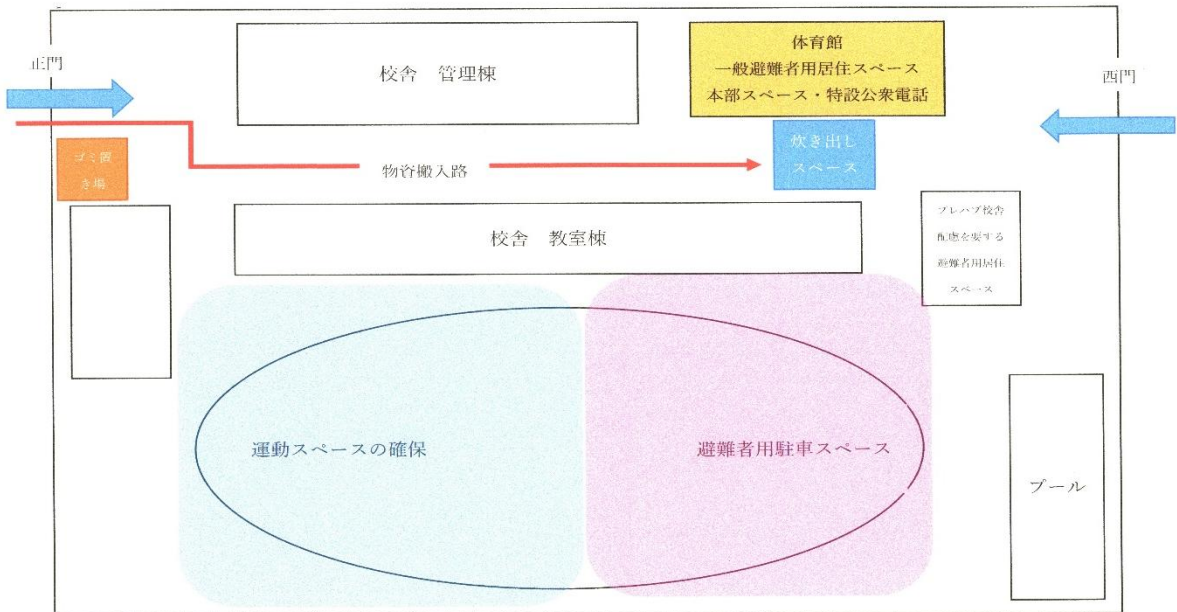 正門
校舎 管理棟
体育館
一般避難者用居住スペース
本部スペース・特設公衆電話
西門
ゴミ置
き場
物資搬入路
炊き出し
スペース
校舎 教室棟
プレハブ校舎
配慮を要する
避難者用居住
スペース
運動スペースの確保
避難者用駐車スペース
プール